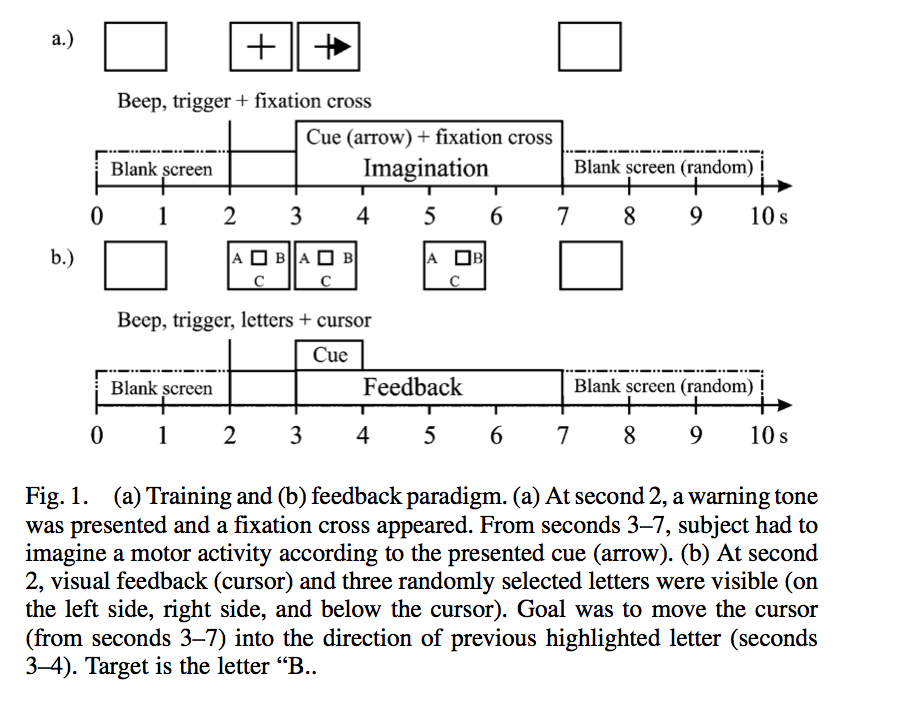 a.)
Beep, trigger + fixation cross
Cue (arrow) + fixation cross
Blank screen
Imagination
Blank screen (random)
0 1 2 3 4 5 6 7 8 9 10 s
b.)
A B A B A B
C C C
Beep, trigger, letters + cursor
Cue
Blank screen
Feedback
Blank screen (random)
0 1 2 3 4 5 6 7 8 9 10 s
Fig. 1. (a) Training and (b) feedback paradigm. (a) At second 2, a warning tone
was presented and a fixation cross appeared. From seconds 3–7, subject had to
imagine a motor activity according to the presented cue (arrow). (b) At second
2, visual feedback (cursor) and three randomly selected letters were visible (on
the left side, right side, and below the cursor). Goal was to move the cursor
(from seconds 3–7) into the direction of previous highlighted letter (seconds
3–4). Target is the letter “B..